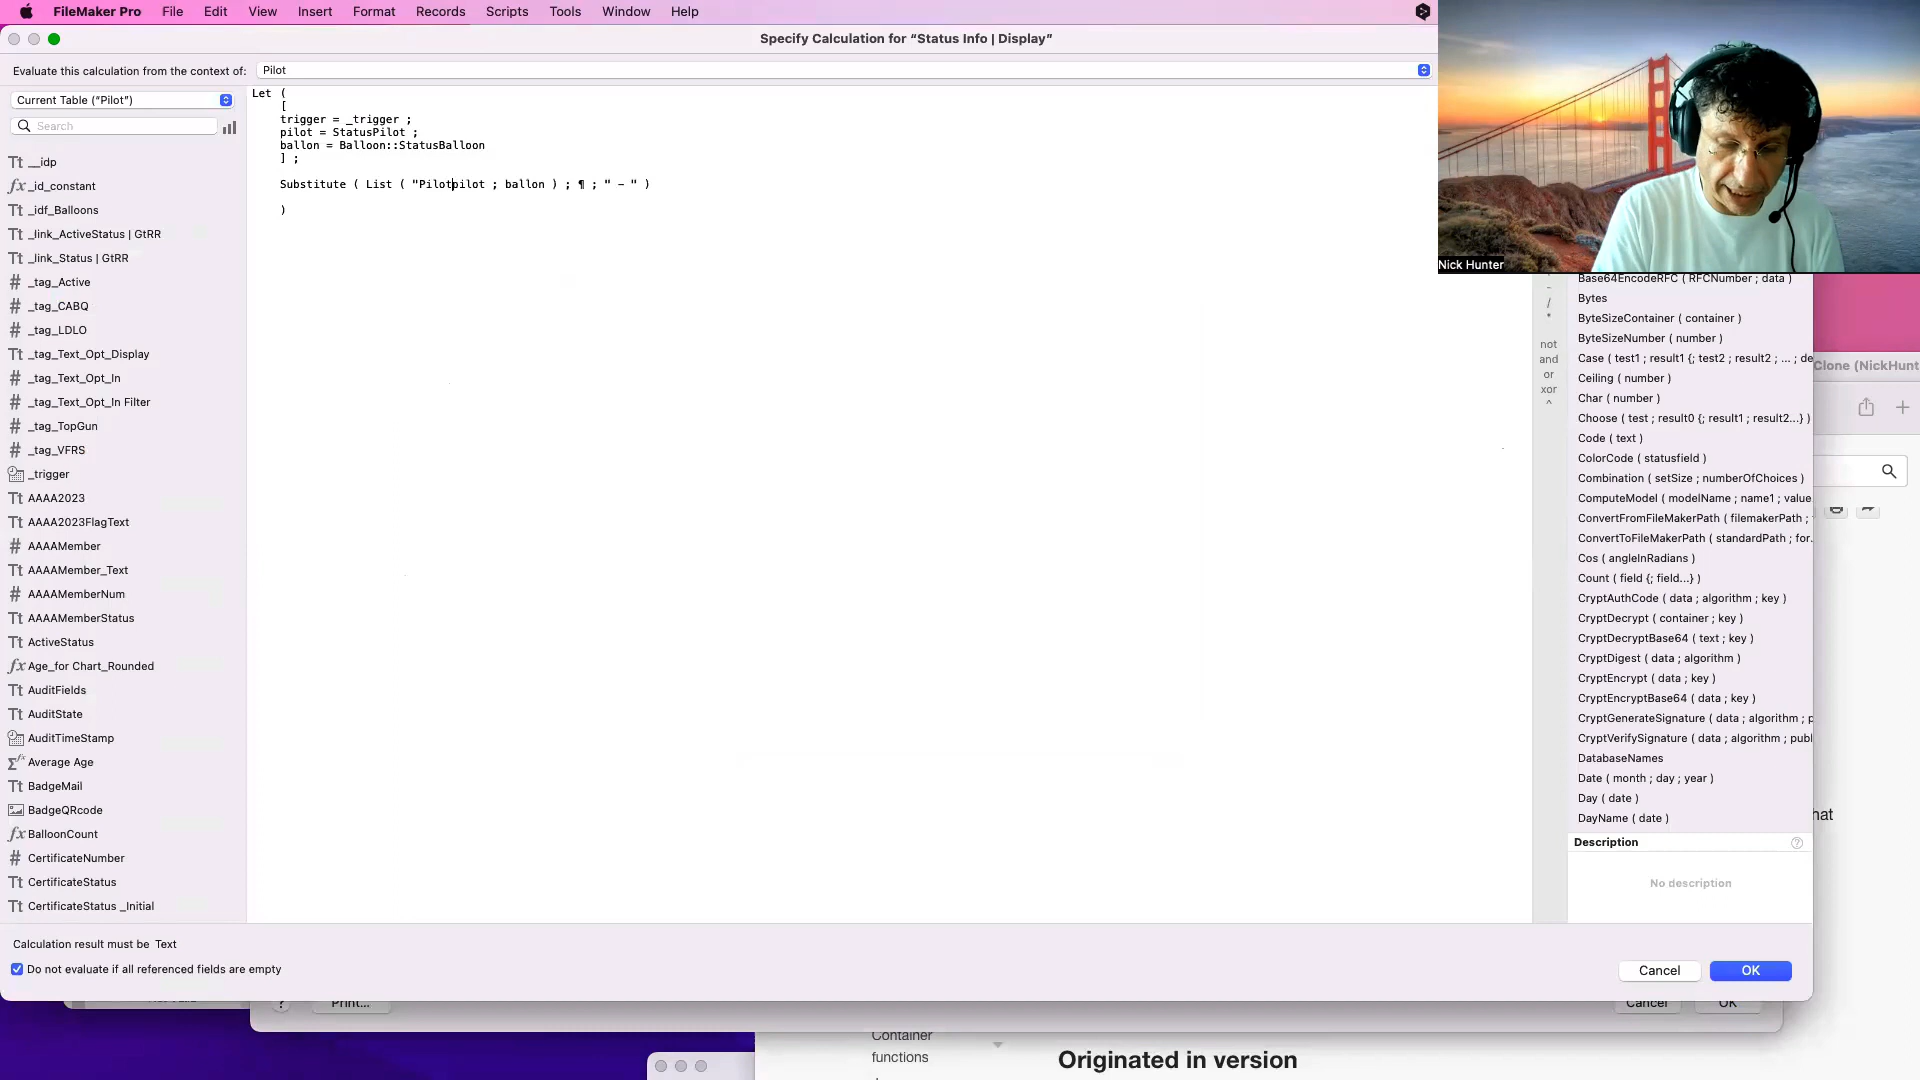 FileMaker Pro File Edit View Insert Format Records Scripts Tools Window Help
Specify Calculation for “Status Info | Display”
Evaluate this calculation from the context of: Pilot
Current Table (“Pilot”)
Search
__idp
_id_constant
_idf_Balloons
_link_ActiveStatus | GtRR
_link_Status | GtRR
_tag_Active
_tag_CABQ
_tag_LDLO
_tag_Text_Opt_Display
_tag_Text_Opt_In
_tag_Text_Opt_In Filter
_tag_TopGun
_tag_VFRS
_trigger
AAAA2023
AAAA2023FlagText
AAAAMember
AAAAMember_Text
AAAAMemberNum
AAAAMemberStatus
ActiveStatus
Age_for Chart_Rounded
AuditFields
AuditState
AuditTimeStamp
Average Age
BadgeMail
BadgeQRcode
BalloonCount
CertificateNumber
CertificateStatus
CertificateStatus _Initial
Let (
[
trigger = _trigger ;
pilot = StatusPilot ;
ballon = Balloon::StatusBalloon
] ;
Substitute ( List ( "Pilotpilot ; ballon ) ; ¶ ; " – " )
)
Nick Hunter
-
/
*
not
and
or
xor
^
Base64EncodeRFC ( RFCNumber ; data )
Bytes
ByteSizeContainer ( container )
ByteSizeNumber ( number )
Case ( test1 ; result1 {; test2 ; result2 ; ... ; de
Ceiling ( number )
Char ( number )
Choose ( test ; result0 {; result1 ; result2...} )
Code ( text )
ColorCode ( statusfield )
Combination ( setSize ; numberOfChoices )
ComputeModel ( modelName ; name1 ; value
ConvertFromFileMakerPath ( filemakerPath ;
ConvertToFileMakerPath ( standardPath ; for.
Cos ( angleInRadians )
Count ( field {; field...} )
CryptAuthCode ( data ; algorithm ; key )
CryptDecrypt ( container ; key )
CryptDecryptBase64 ( text ; key )
CryptDigest ( data ; algorithm )
CryptEncrypt ( data ; key )
CryptEncryptBase64 ( data ; key )
CryptGenerateSignature ( data ; algorithm ; p
CryptVerifySignature ( data ; algorithm ; publ
DatabaseNames
Date ( month ; day ; year )
Day ( date )
DayName ( date )
Description
No description
Clone (NickHunt
hat
Calculation result must be Text
Do not evaluate if all referenced fields are empty
Cancel OK
? Print... Cancel OK
Container
functions
Originated in version